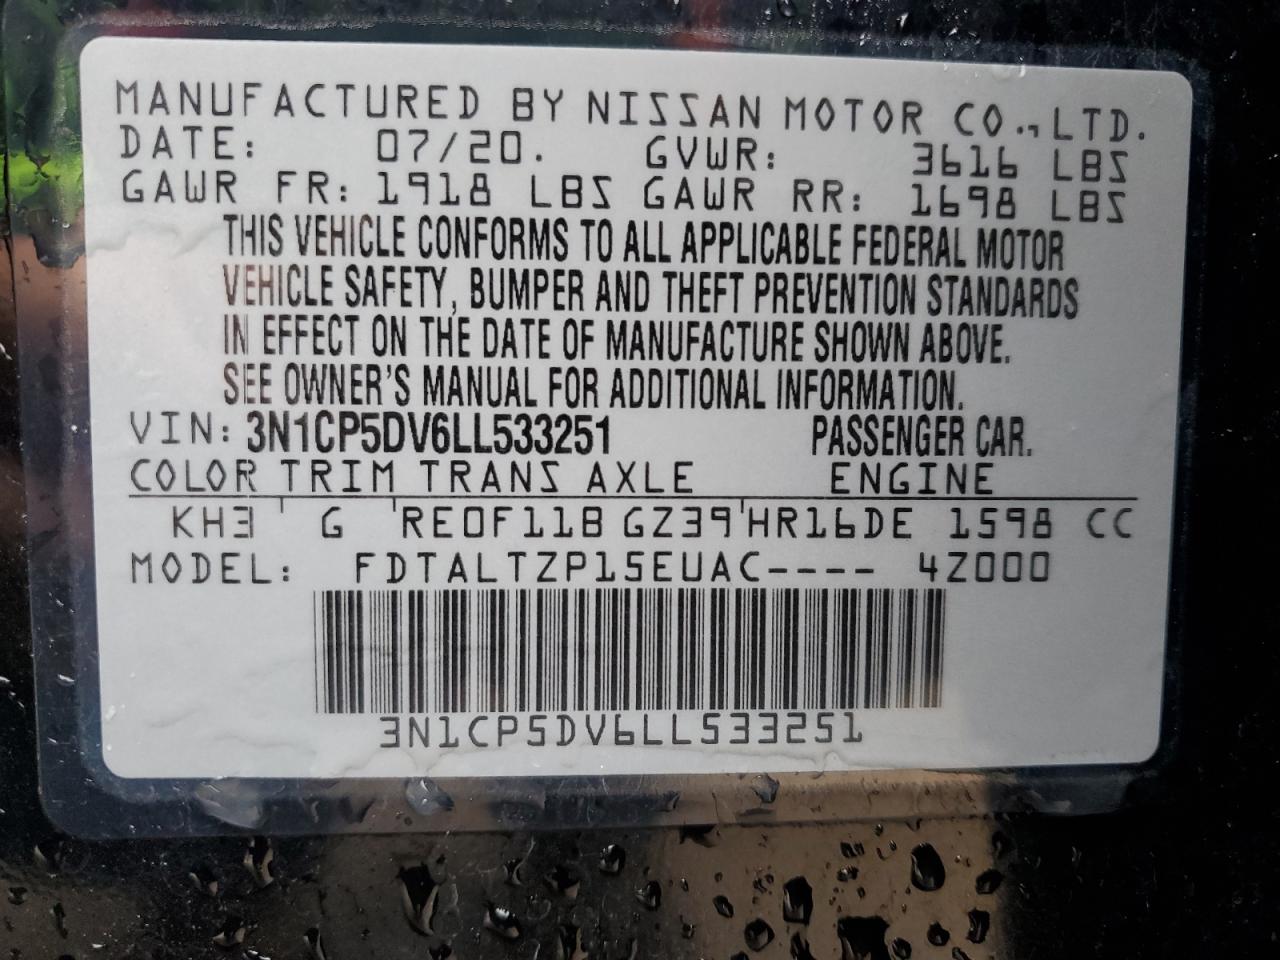 MANUFACTURED BY NISSAN MOTOR CO., LTD.
DATE: 07/20. GVWR: 3616 LBS
GAWR FR: 1918 LBS GAWR RR: 1698 LBS
THIS VEHICLE CONFORMS TO ALL APPLICABLE FEDERAL MOTOR
VEHICLE SAFETY, BUMPER AND THEFT PREVENTION STANDARDS
IN EFFECT ON THE DATE OF MANUFACTURE SHOWN ABOVE.
SEE OWNER'S MANUAL FOR ADDITIONAL INFORMATION.
VIN: 3N1CP5DV6LL533251 PASSENGER CAR.
COLOR TRIM TRANS AXLE ENGINE
KH3 G RE0F11B GZ39 HR16DE 1598 CC
MODEL: FDTALTZP15EUAC---- 4Z000
3N1CP5DV6LL533251